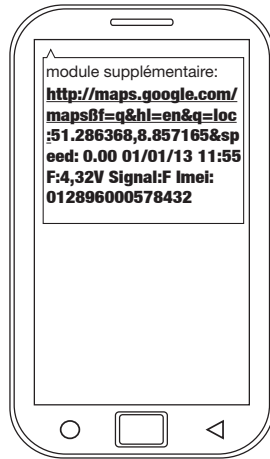 module supplémentaire:
http://maps.google.com/
mapsßf=q&hl=en&q=loc
:51.286368,8.857165&sp
eed: 0.00 01/01/13 11:55
F:4,32V Signal:F Imei:
012896000578432